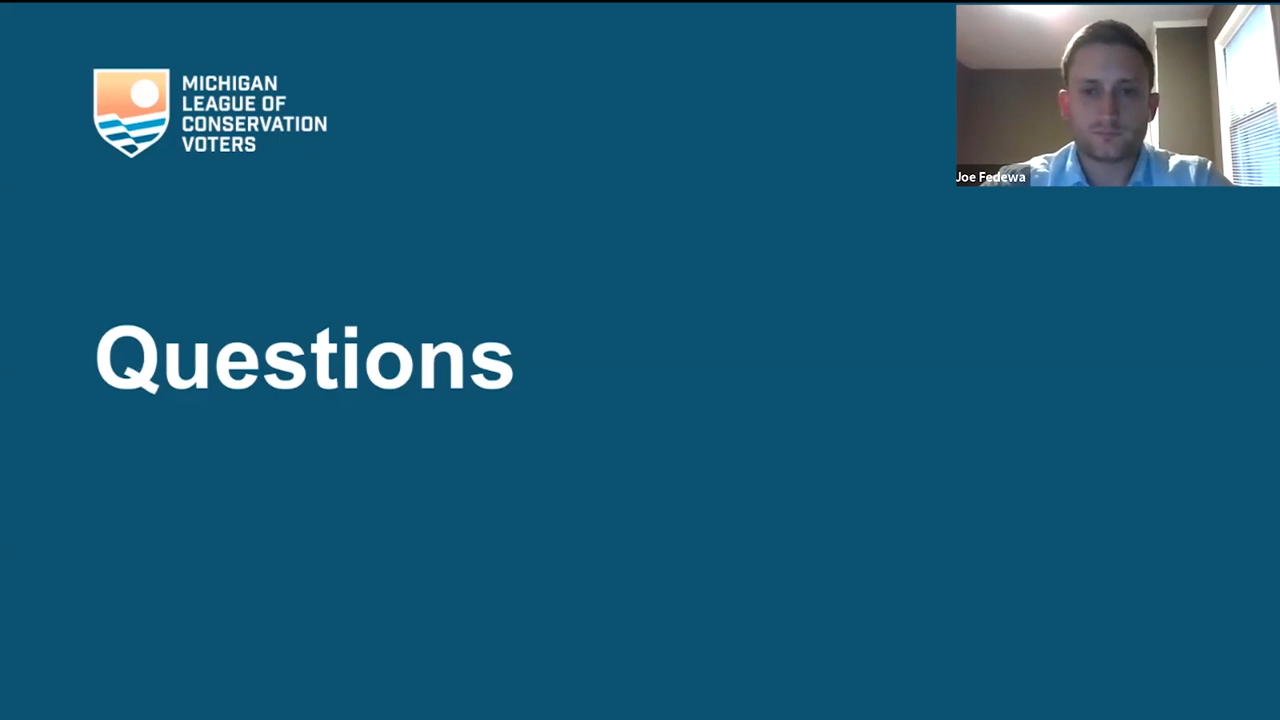 MICHIGAN
LEAGUE OF
CONSERVATION
VOTERS
Joe Fedewa
Questions